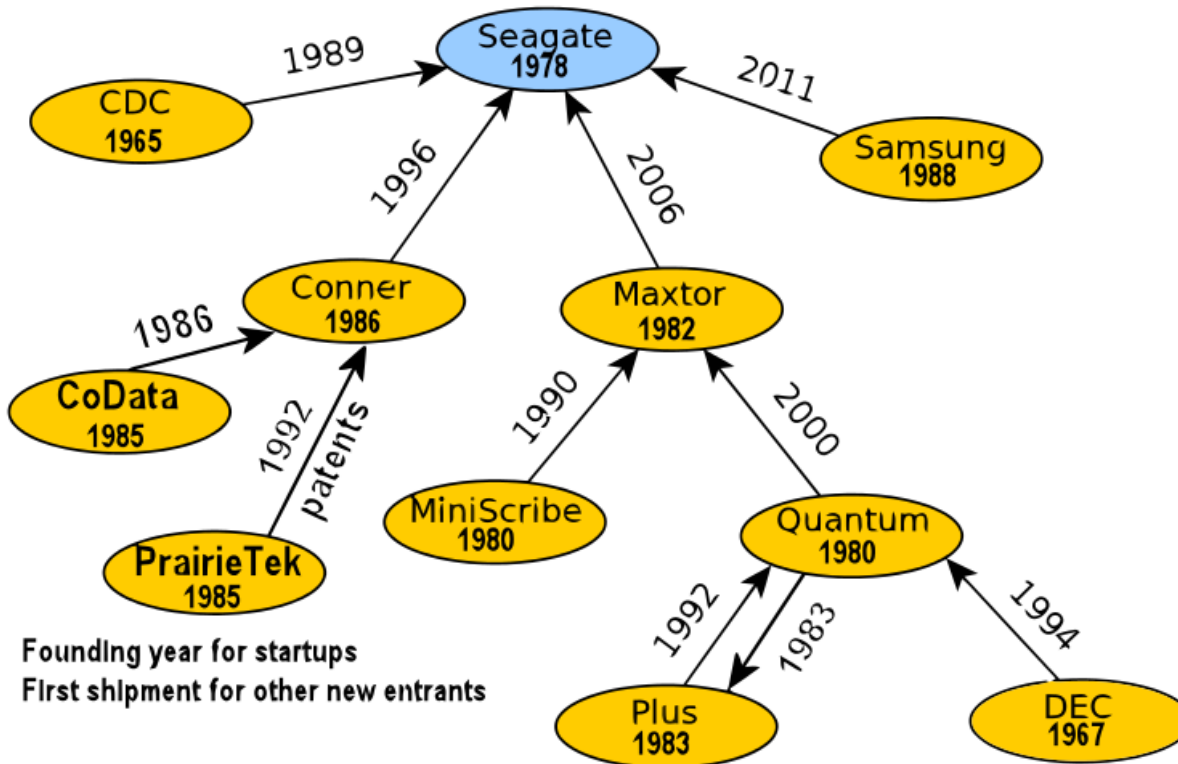 Seagate
1978
1989
2011
CDC
1965
Samsung
1988
1996
2006
Conner
1986
Maxtor
1982
1986
CoData
1985
1992
patents
1990
2000
MiniScribe
1980
Quantum
1980
PrairieTek
1985
1992
1983
1994
Founding year for startups
First shipment for other new entrants
Plus
1983
DEC
1967